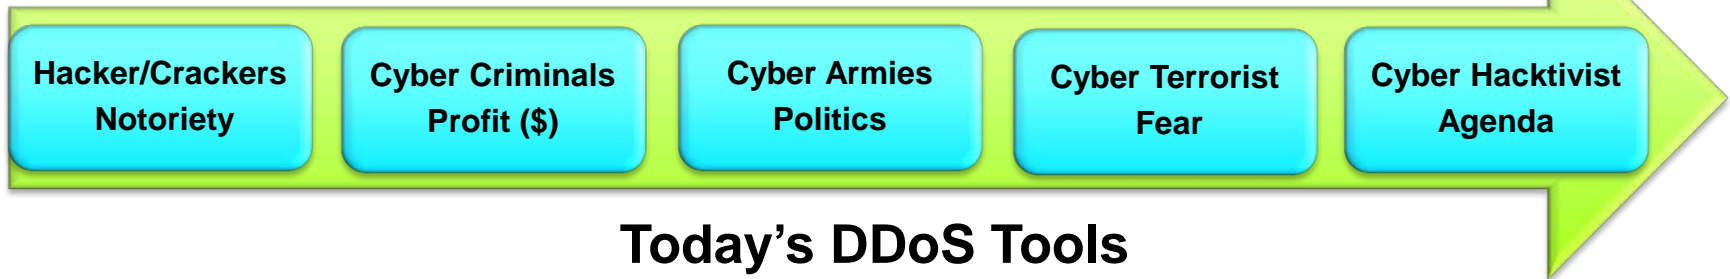 Hacker/Crackers
Notoriety
Cyber Criminals
Profit ($)
Cyber Armies
Politics
Cyber Terrorist
Fear
Cyber Hacktivist
Agenda
Today's DDoS Tools